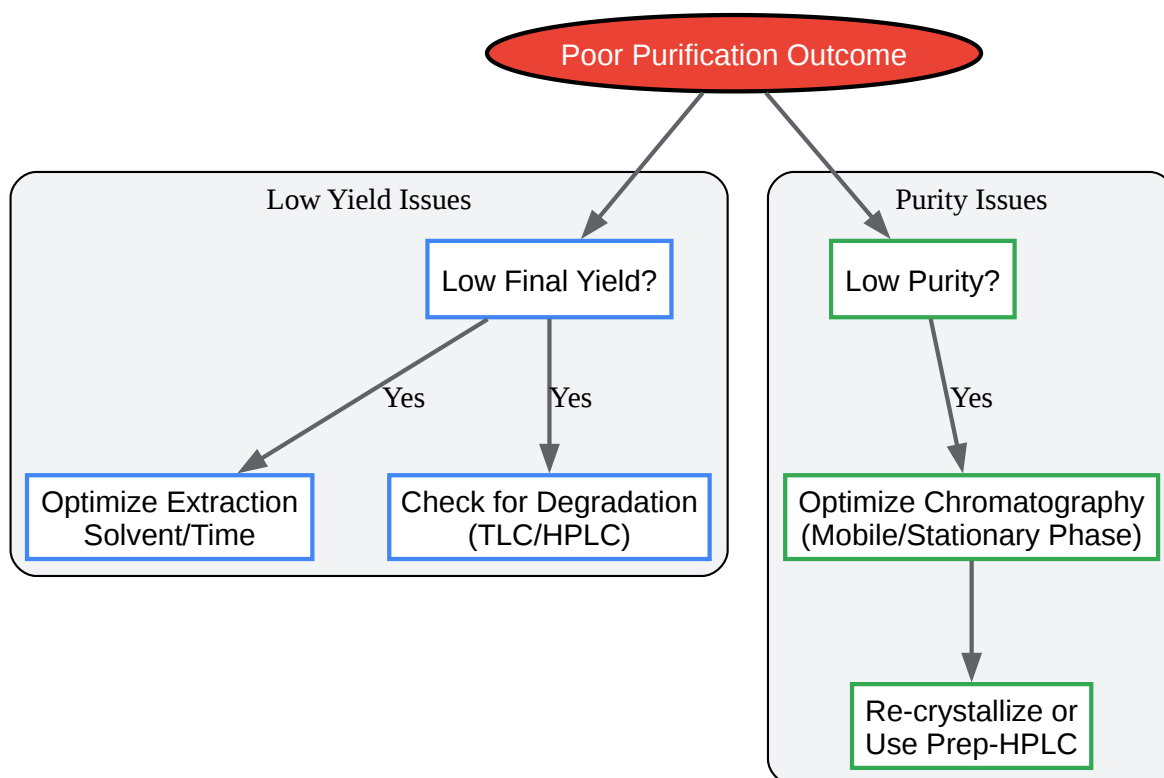 Poor Purification Outcome
Low Yield Issues
Purity Issues
Low Final Yield?
Low Purity?
Yes
Yes
Yes
Optimize Extraction
Solvent/Time
Check for Degradation
(TLC/HPLC)
Optimize Chromatography
(Mobile/Stationary Phase)
Re-crystallize or
Use Prep-HPLC